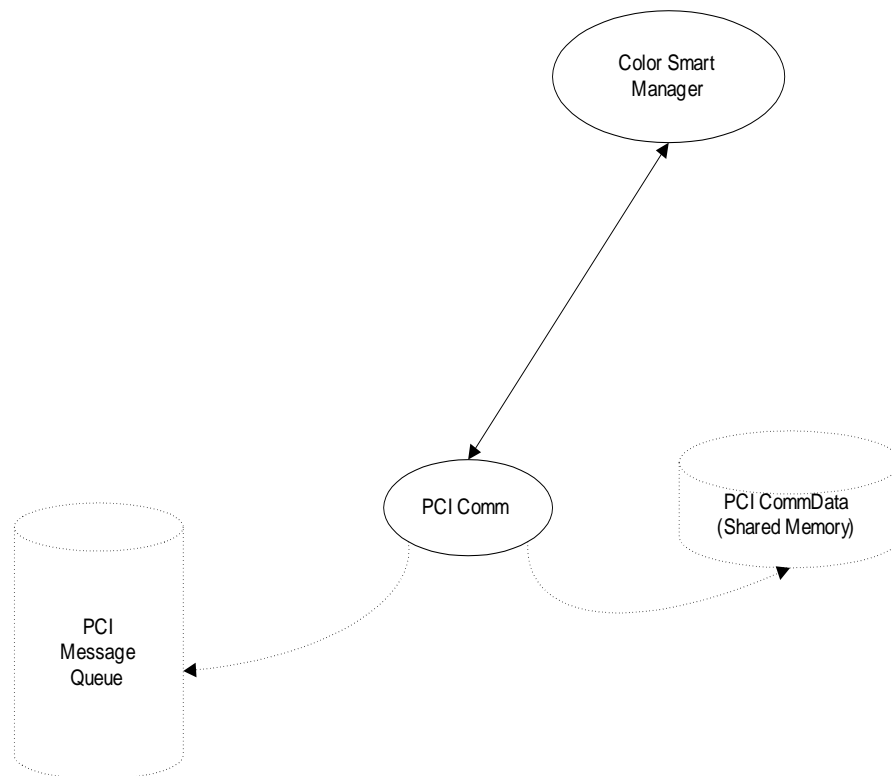 Color Smart
Manager
PCI Comm
PCI CommData
(Shared Memory)
PCI
Message
Queue